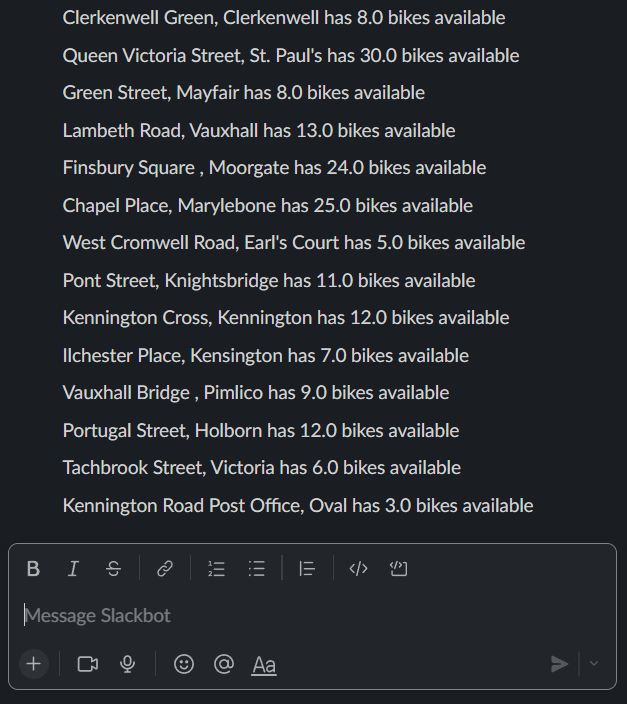 Clerkenwell Green, Clerkenwell has 8.0 bikes available
Queen Victoria Street, St. Paul's has 30.0 bikes available
Green Street, Mayfair has 8.0 bikes available
Lambeth Road, Vauxhall has 13.0 bikes available
Finsbury Square , Moorgate has 24.0 bikes available
Chapel Place, Marylebone has 25.0 bikes available
West Cromwell Road, Earl's Court has 5.0 bikes available
Pont Street, Knightsbridge has 11.0 bikes available
Kennington Cross, Kennington has 12.0 bikes available
Ilchester Place, Kensington has 7.0 bikes available
Vauxhall Bridge , Pimlico has 9.0 bikes available
Portugal Street, Holborn has 12.0 bikes available
Tachbrook Street, Victoria has 6.0 bikes available
Kennington Road Post Office, Oval has 3.0 bikes available
B I S
Message Slackbot
Aa